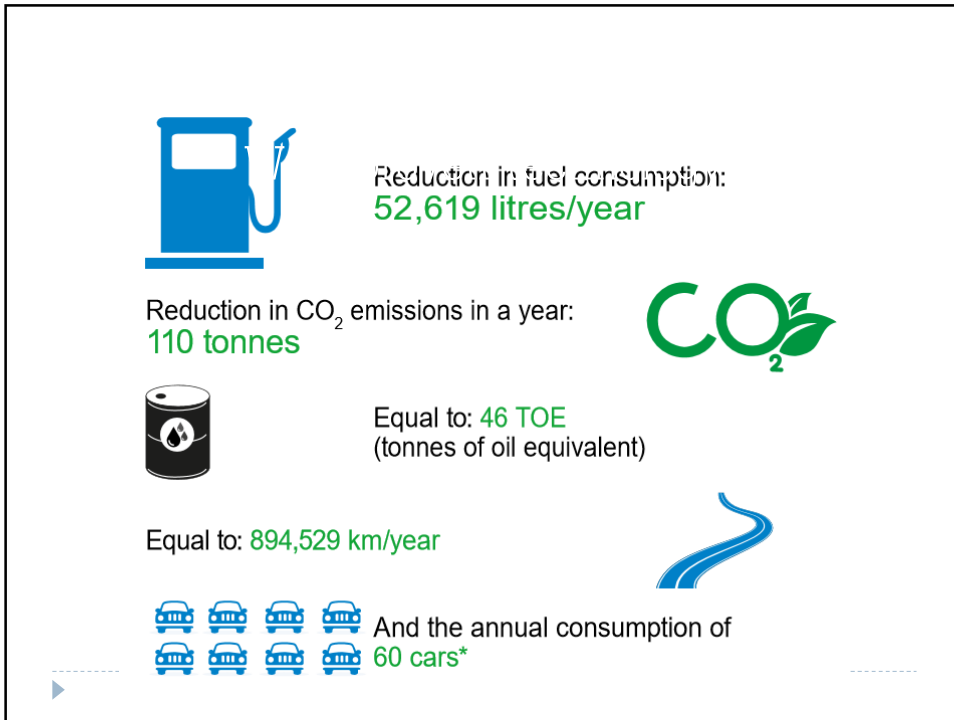 Reduction in fuel consumption:
52,619 litres/year
Reduction in CO₂ emissions in a year:
110 tonnes
CO₂
Equal to: 46 TOE
(tonnes of oil equivalent)
Equal to: 894,529 km/year
And the annual consumption of
60 cars*